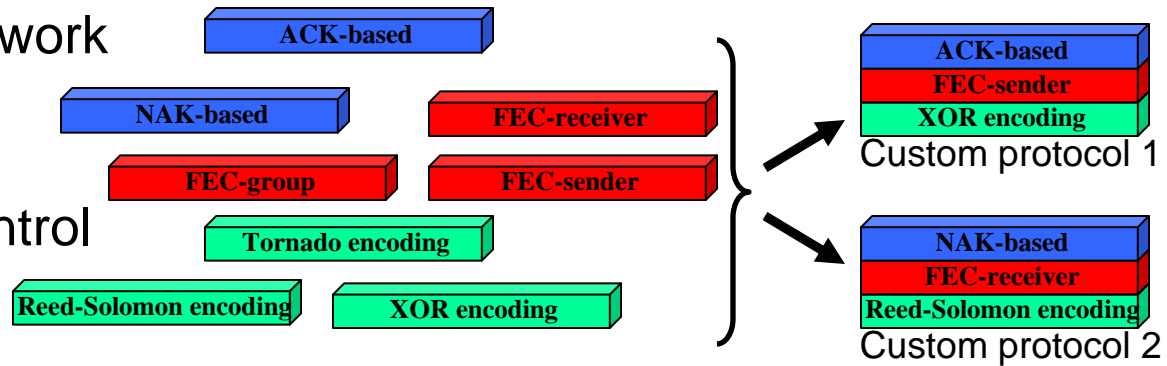 work
ACK-based
NAK-based
FEC-receiver
FEC-group
FEC-sender
ntrol
Tornado encoding
Reed-Solomon encoding
XOR encoding
ACK-based
FEC-sender
XOR encoding
Custom protocol 1
NAK-based
FEC-receiver
Reed-Solomon encoding
Custom protocol 2